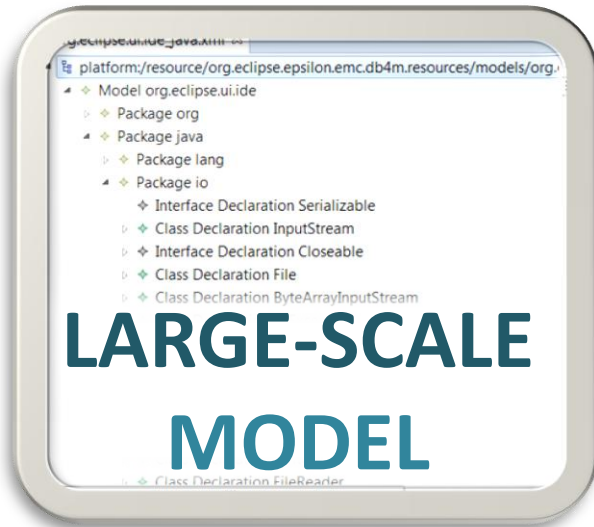 g.eclipse.ui.ide_java.xmi
platform:/resource/org.eclipse.epsilon.emc.db4m.resources/models/org.
Model org.eclipse.ui.ide
Package org
Package java
Package lang
Package io
Interface Declaration Serializable
Class Declaration InputStream
Interface Declaration Closeable
Class Declaration File
Class Declaration ByteArrayInputStream
LARGE-SCALE
MODEL
Class Declaration FileReader